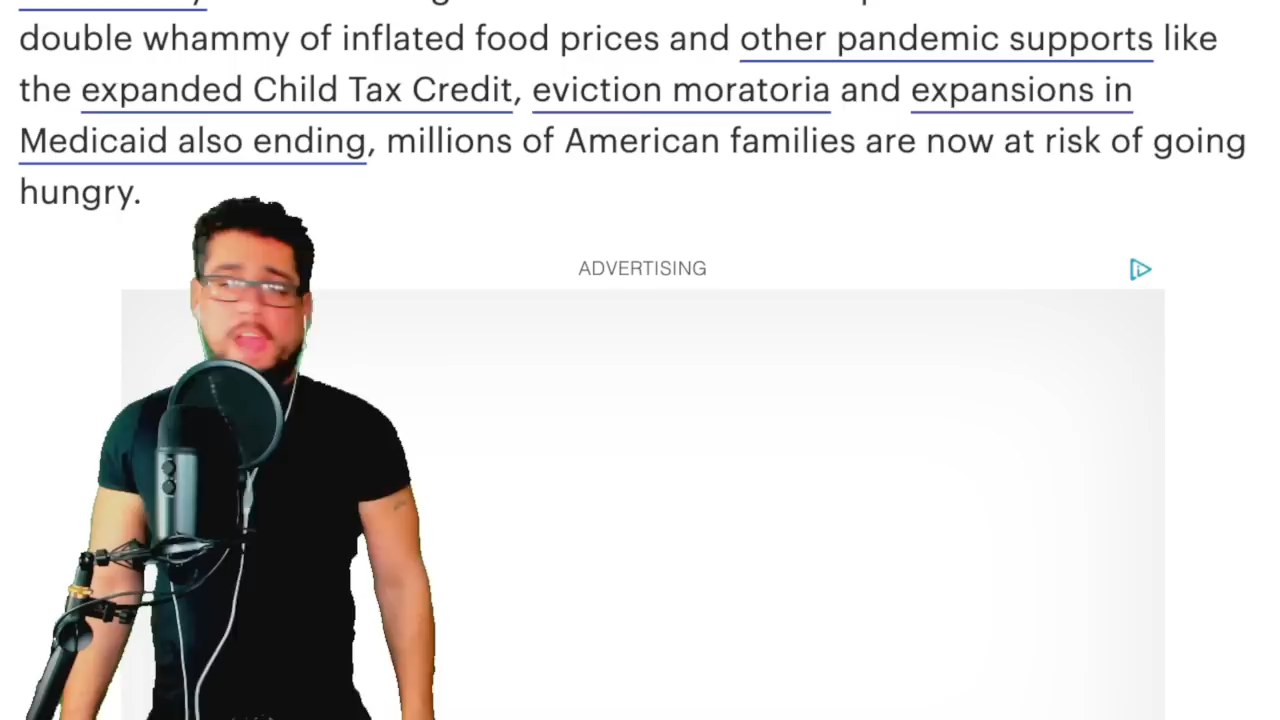 double whammy of inflated food prices and other pandemic supports like
the expanded Child Tax Credit, eviction moratoria and expansions in
Medicaid also ending, millions of American families are now at risk of going
hungry.
ADVERTISING